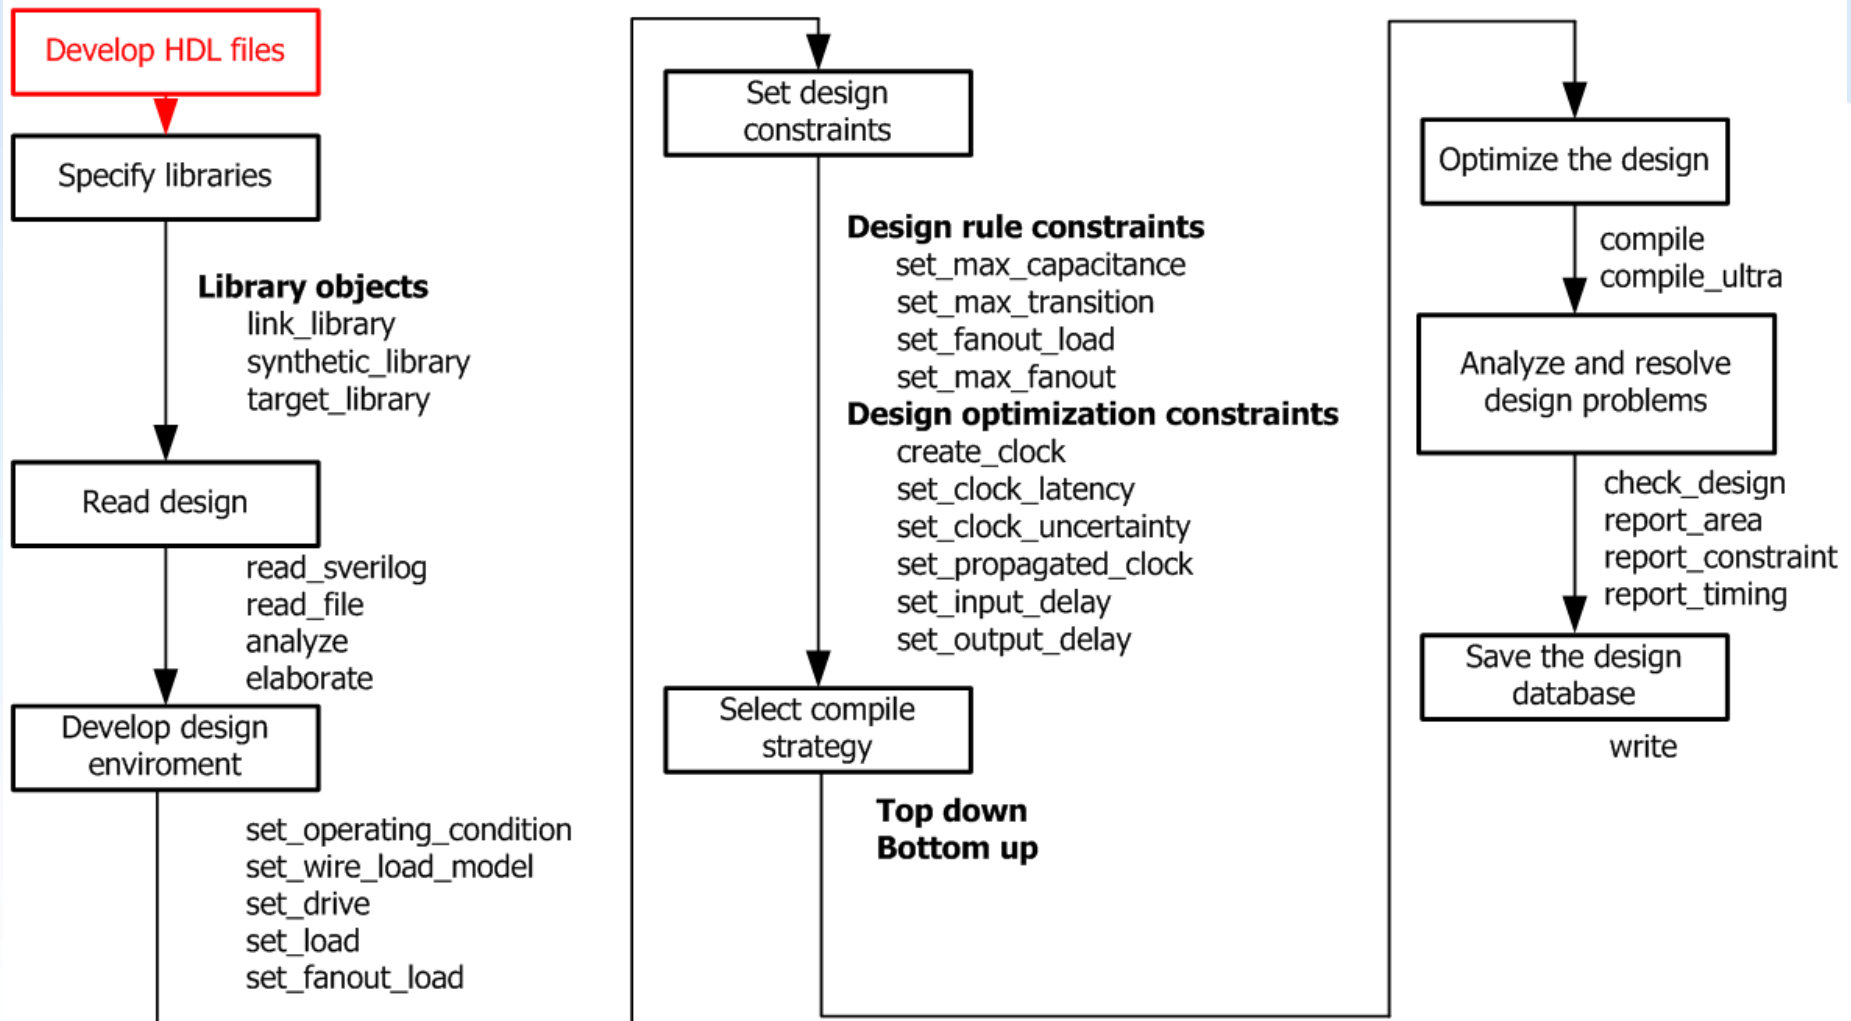 Develop HDL files
Specify libraries
Library objects
link_library
synthetic_library
target_library
Read design
read_sverilog
read_file
analyze
elaborate
Develop design
enviroment
set_operating_condition
set_wire_load_model
set_drive
set_load
set_fanout_load
Set design
constraints
Design rule constraints
set_max_capacitance
set_max_transition
set_fanout_load
set_max_fanout
Design optimization constraints
create_clock
set_clock_latency
set_clock_uncertainty
set_propagated_clock
set_input_delay
set_output_delay
Select compile
strategy
Top down
Bottom up
Optimize the design
compile
compile_ultra
Analyze and resolve
design problems
check_design
report_area
report_constraint
report_timing
Save the design
database
write